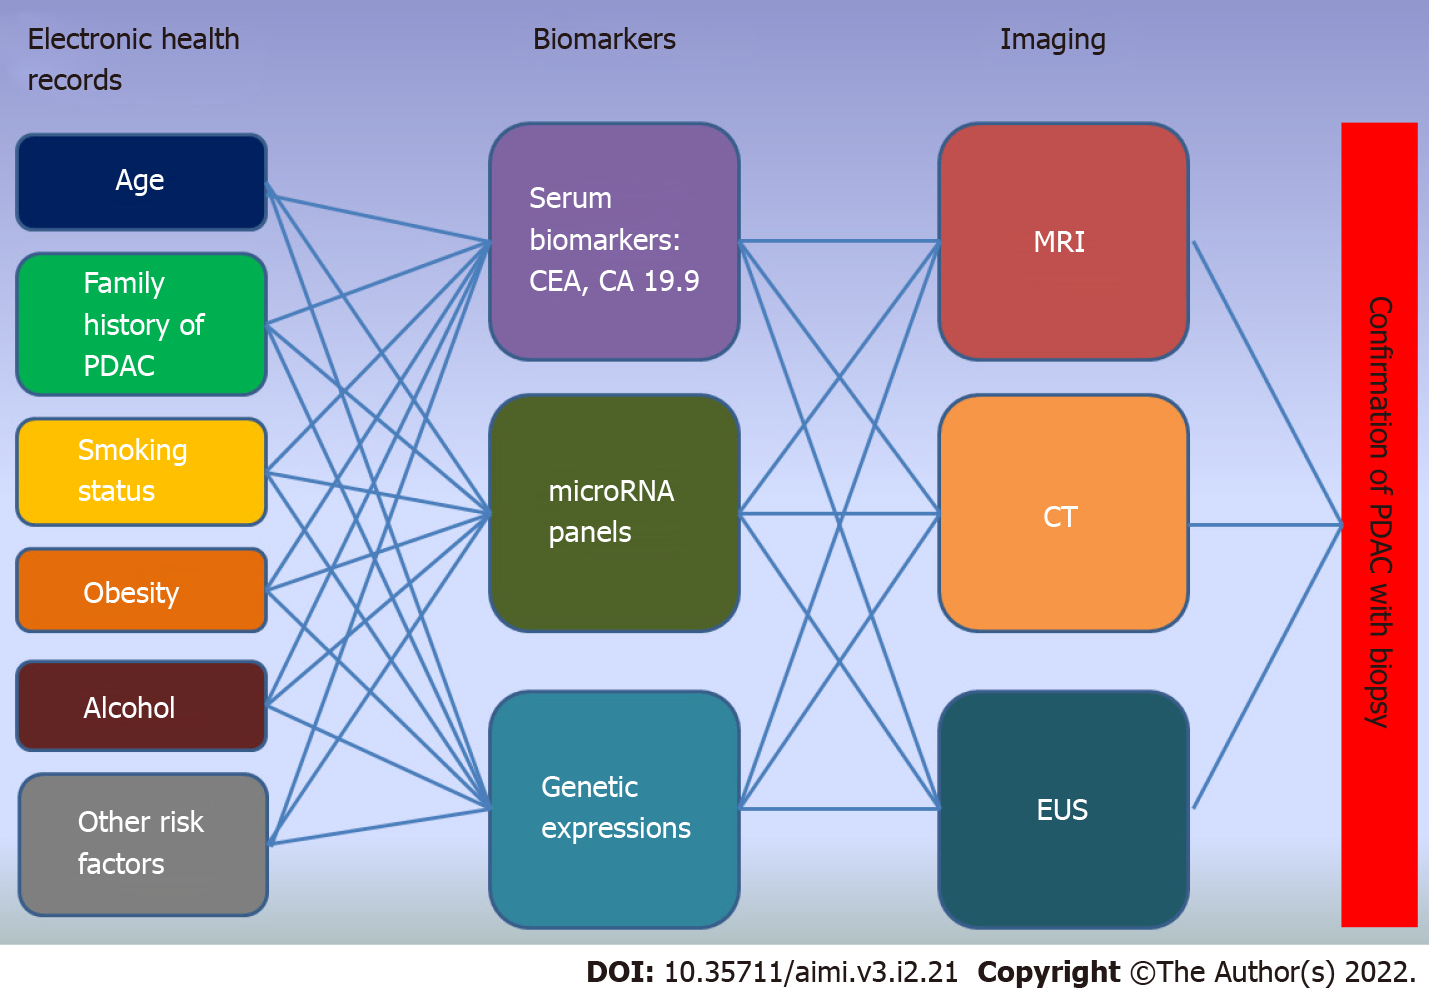 Electronic health
records
Age
Family
history of
PDAC
Smoking
status
Obesity
Alcohol
Other risk
factors
Biomarkers
Serum
biomarkers:
CEA, CA 19.9
microRNA
panels
Genetic
expressions
Imaging
MRI
CT
EUS
Confirmation of PDAC with biopsy
DOI: 10.35711/aimi.v3.i2.21 Copyright ©The Author(s) 2022.